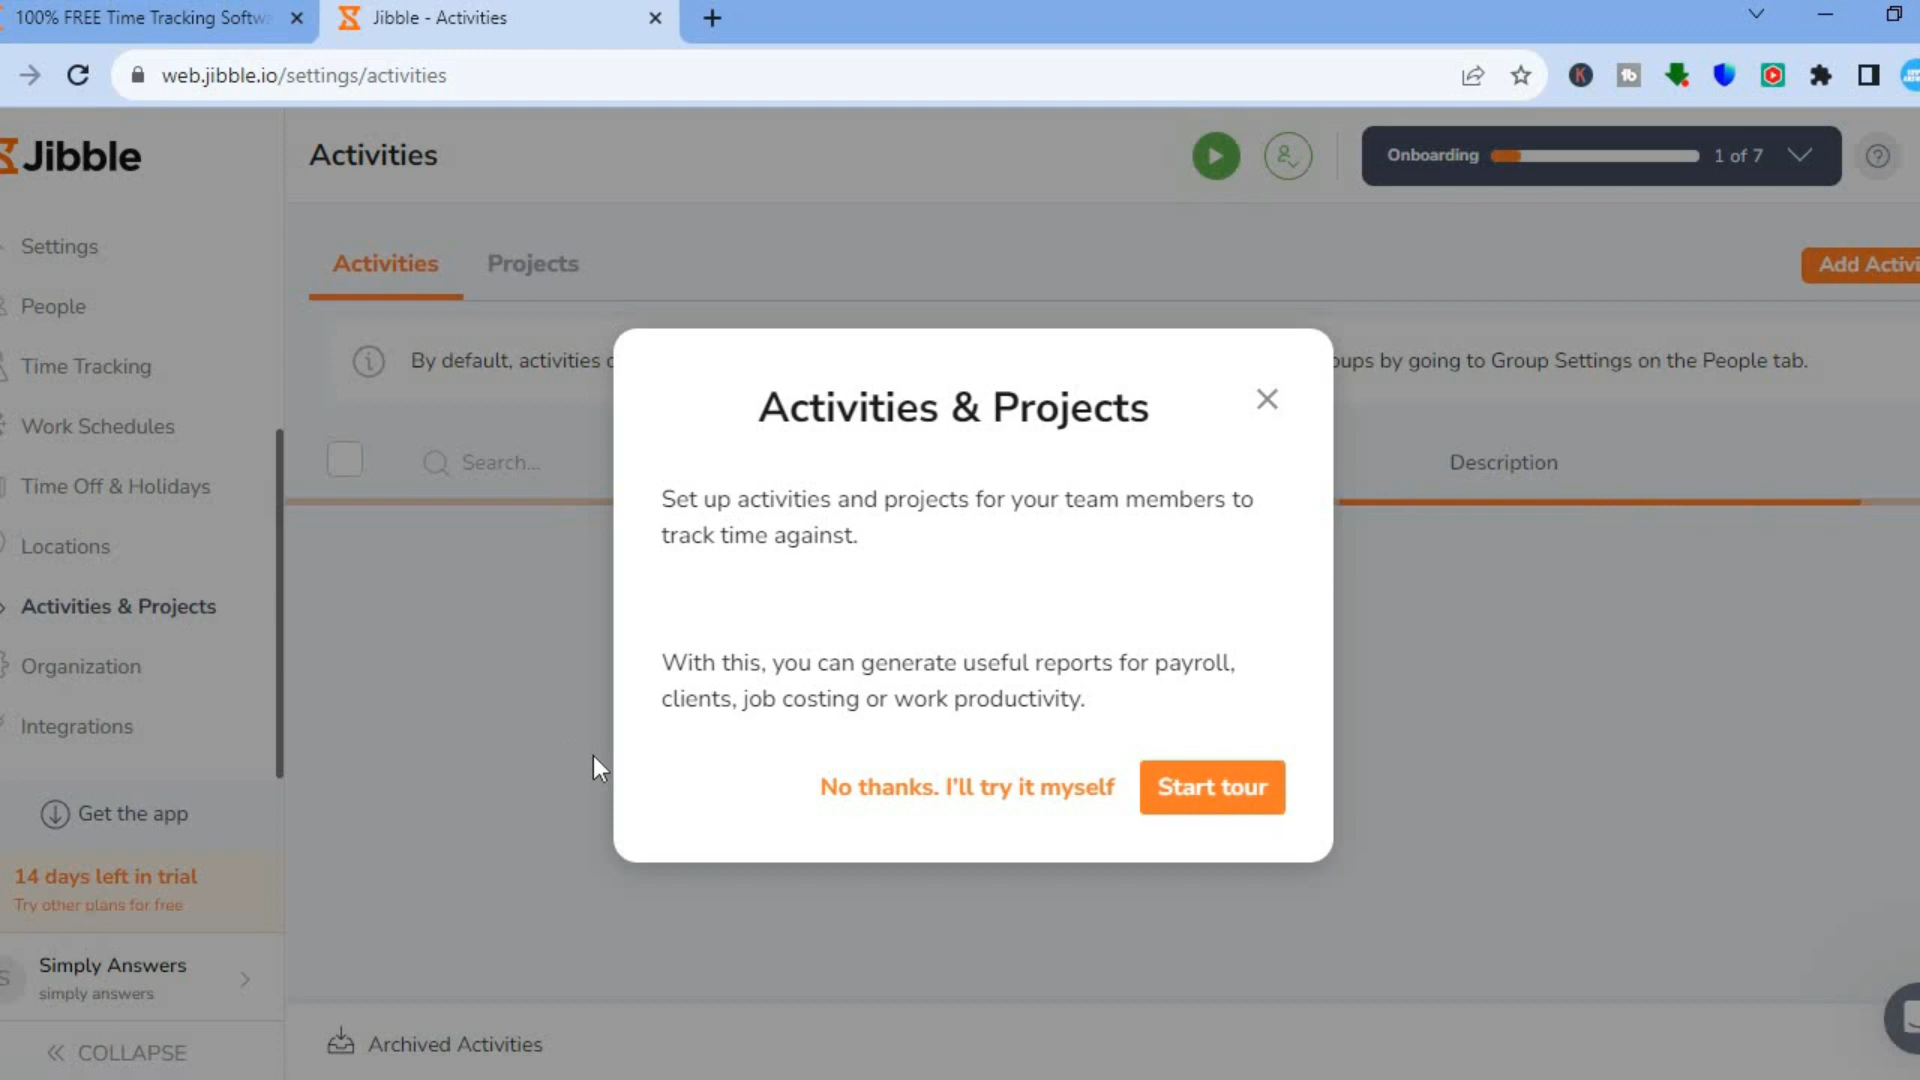 100% FREE Time Tracking Softw
Jibble - Activities
web.jibble.io/settings/activities
Jibble
Activities
Onboarding
1 of 7
Settings
People
Time Tracking
Work Schedules
Time Off & Holidays
Locations
Activities & Projects
Organization
Integrations
Get the app
14 days left in trial
Try other plans for free
Simply Answers
simply answers
COLLAPSE
Activities
Projects
Add Activi
By default, activities
oups by going to Group Settings on the People tab.
Search...
Description
Activities & Projects
Set up activities and projects for your team members to
track time against.
With this, you can generate useful reports for payroll,
clients, job costing or work productivity.
No thanks. I'll try it myself
Start tour
Archived Activities